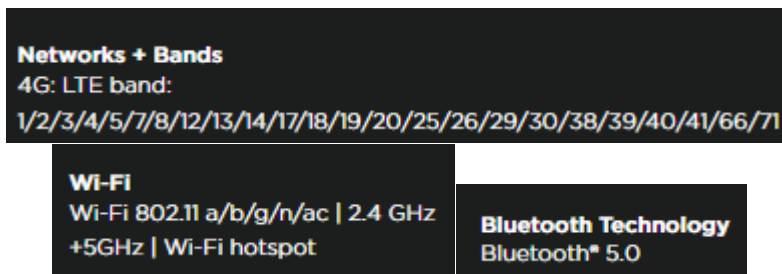 Networks + Bands
4G: LTE band:
1/2/3/4/5/7/8/12/13/14/17/18/19/20/25/26/29/30/38/39/40/41/66/71
Wi-Fi
Wi-Fi 802.11 a/b/g/n/ac | 2.4 GHz
+5GHz | Wi-Fi hotspot
Bluetooth Technology
Bluetooth® 5.0